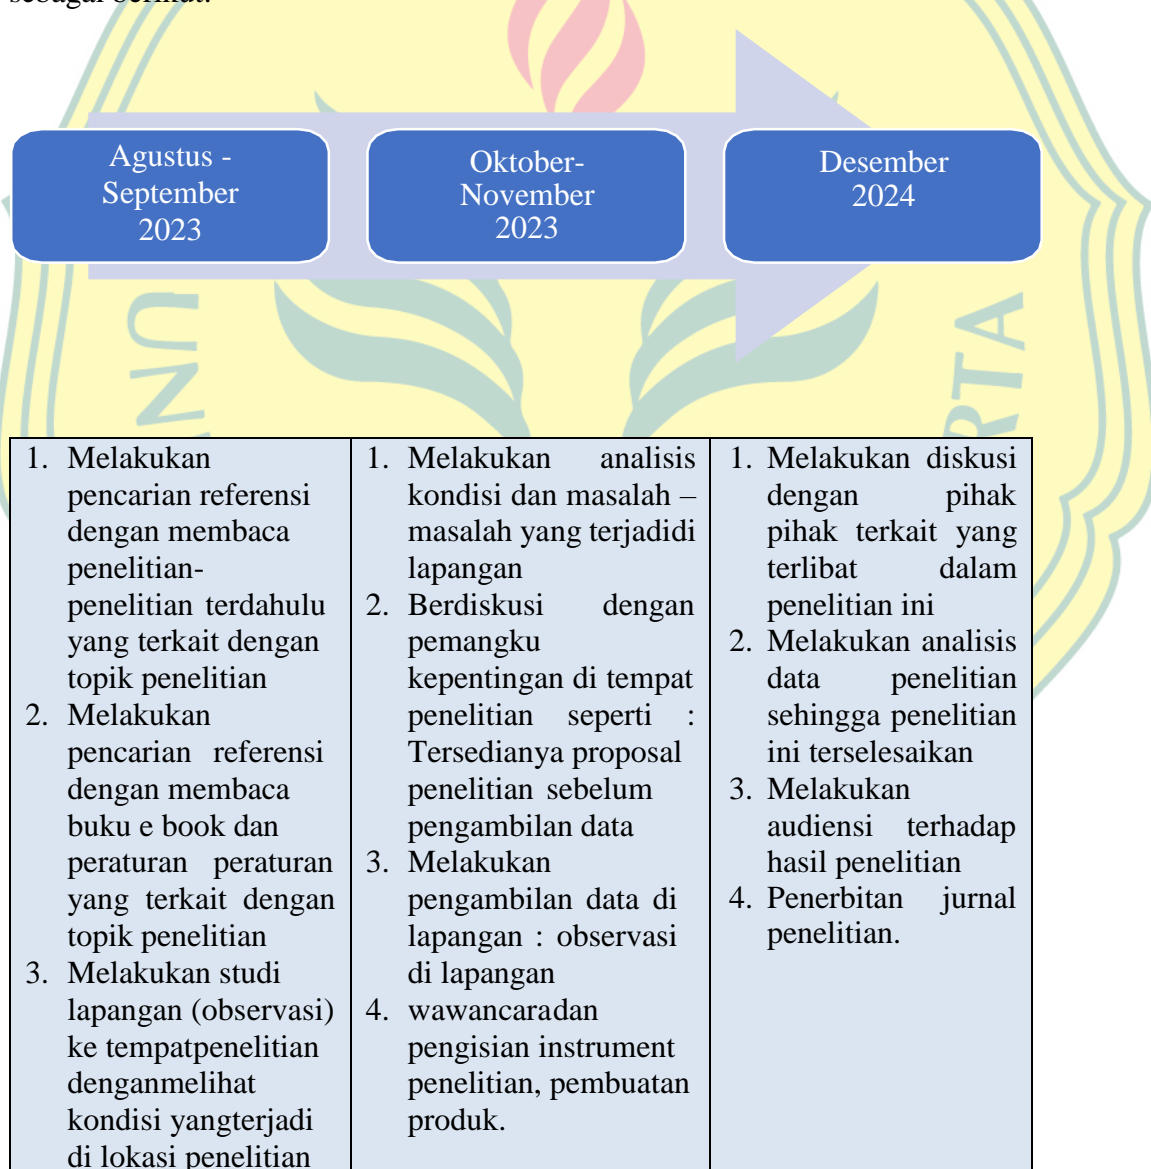 sebagai berikut:
Agustus -
September
2023
Oktober-
November
2023
Desember
2024
1. Melakukan
pencarian referensi
dengan membaca
penelitian-
penelitian terdahulu
yang terkait dengan
topik penelitian
2. Melakukan
pencarian referensi
dengan membaca
buku e book dan
peraturan peraturan
yang terkait dengan
topik penelitian
3. Melakukan studi
lapangan (observasi)
ke tempatpenelitian
denganmelihat
kondisi yangterjadi
di lokasi penelitian
1. Melakukan analisis
kondisi dan masalah –
masalah yang terjadidi
lapangan
2. Berdiskusi dengan
pemangku
kepentingan di tempat
penelitian seperti :
Tersedianya proposal
penelitian sebelum
pengambilan data
3. Melakukan
pengambilan data di
lapangan : observasi
di lapangan
4. wawancaradan
pengisian instrument
penelitian, pembuatan
produk.
1. Melakukan diskusi
dengan pihak
pihak terkait yang
terlibat dalam
penelitian ini
2. Melakukan analisis
data penelitian
sehingga penelitian
ini terselesaikan
3. Melakukan
audiensi terhadap
hasil penelitian
4. Penerbitan jurnal
penelitian.